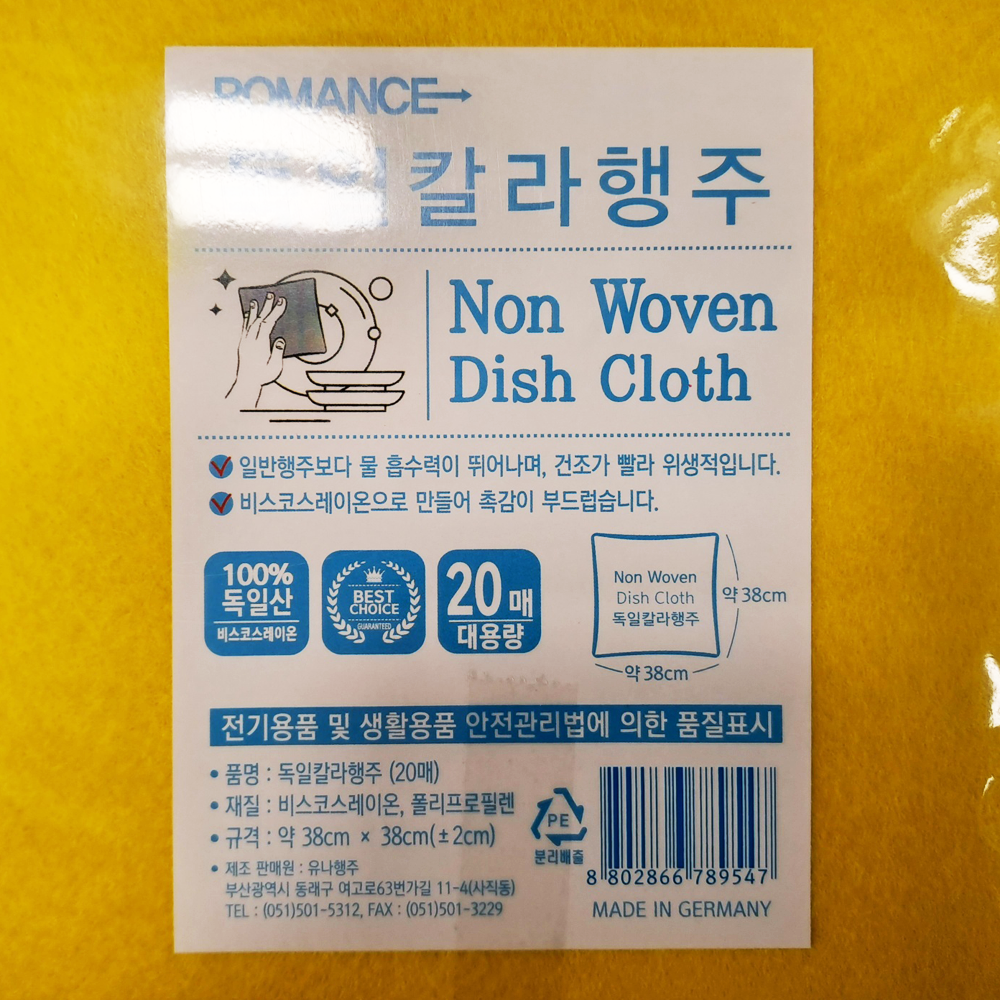 ROMANCE
독일칼라행주
Non Woven
Dish Cloth
일반행주보다 물 흡수력이 뛰어나며, 건조가 빨라 위생적입니다.
비스코스레이온으로 만들어 촉감이 부드럽습니다.
100%
독일산
비스코스레이온
BEST
CHOICE
GUARANTEED
20매
대용량
Non Woven
Dish Cloth
독일칼라행주
약 38cm
약 38cm
전기용품 및 생활용품 안전관리법에 의한 품질표시
• 품명 : 독일칼라행주 (20매)
• 재질 : 비스코스레이온, 폴리프로필렌
• 규격 : 약 38cm × 38cm(±2cm)
• 제조 판매원 : 유나행주
부산광역시 동래구 여고로63번가길 11-4(사직동)
TEL : (051)501-5312, FAX : (051)501-3229
PE
분리배출
8 802866 789547
MADE IN GERMANY